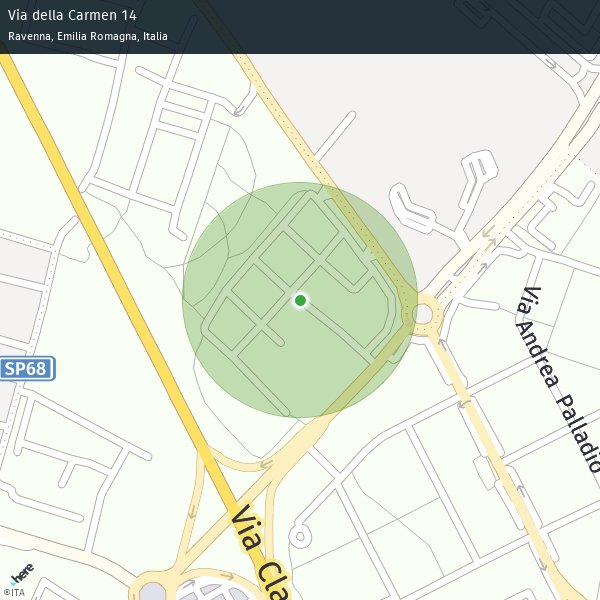 Via della Carmen 14
Ravenna, Emilia Romagna, Italia
SP68
Via Andrea Palladio
Via Cla
here
©ITA